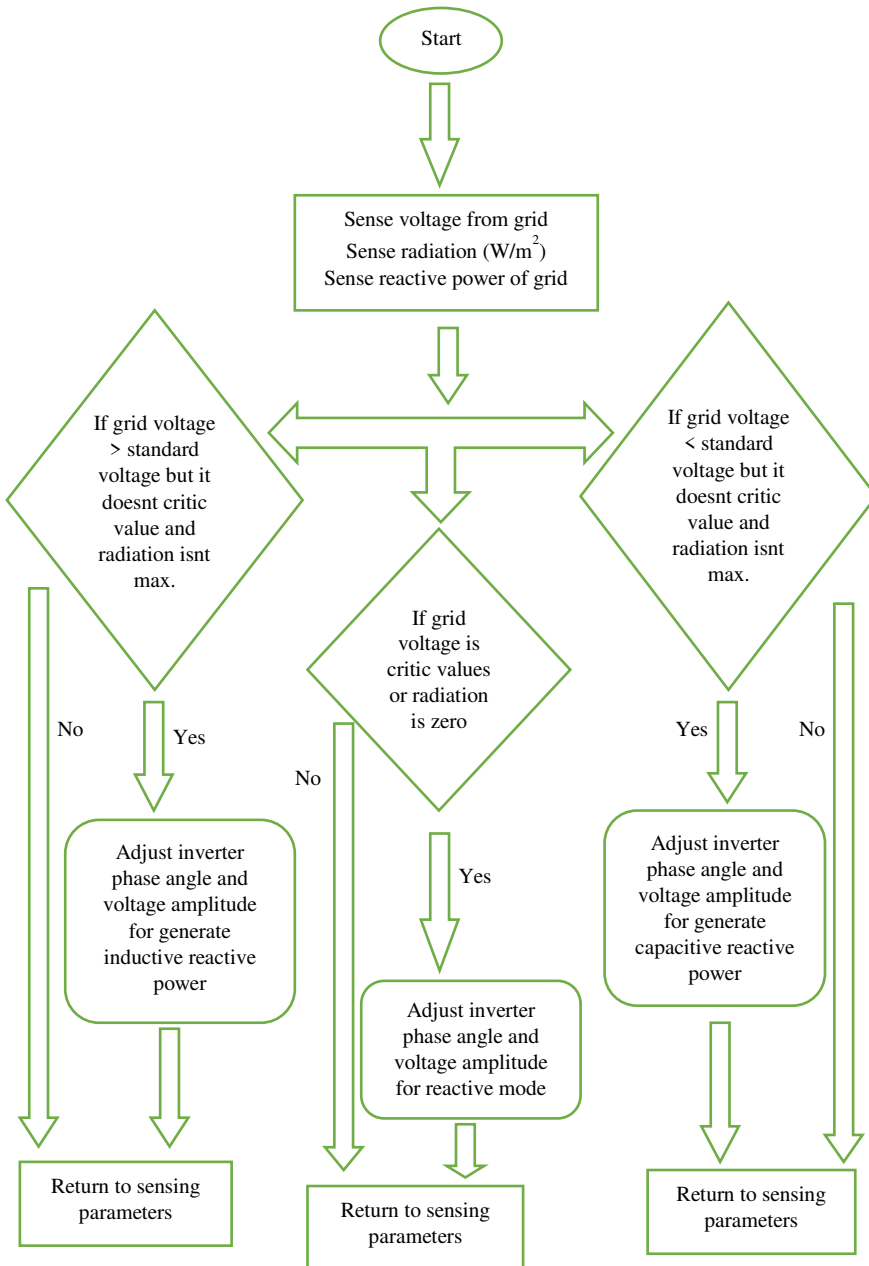 Start
Sense voltage from grid
Sense radiation (W/m²)
Sense reactive power of grid
If grid voltage
> standard
voltage but it
doesnt critic
value and
radiation isnt
max.
If grid voltage
< standard
voltage but it
doesnt critic
value and
radiation isnt
max.
If grid
voltage is
critic values
or radiation
is zero
No
Yes
No
Yes
Yes
No
Adjust inverter
phase angle and
voltage amplitude
for generate
inductive reactive
power
Adjust inverter
phase angle and
voltage amplitude
for reactive mode
Adjust inverter
phase angle and
voltage amplitude
for generate
capacitive reactive
power
Return to sensing
parameters
Return to sensing
parameters
Return to sensing
parameters